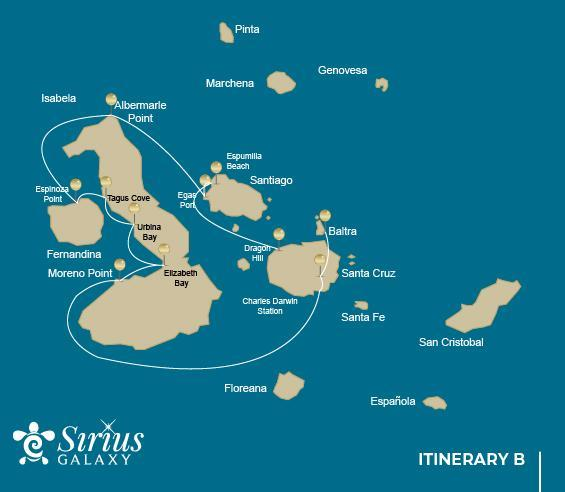 Pinta
Genovesa
Marchena
Isabela
Albermarle
Point
Espumilla
Beach
Santiago
Espinoza
Point
Tagus Cove
Egas
Port
Urbina
Bay
Baltra
Dragon
Hill
Fernandina
Moreno Point
Elizabeth
Bay
Santa Cruz
Charles Darwin
Station
Santa Fe
San Cristobal
Floreana
Española
Sirius
GALAXY
ITINERARY B